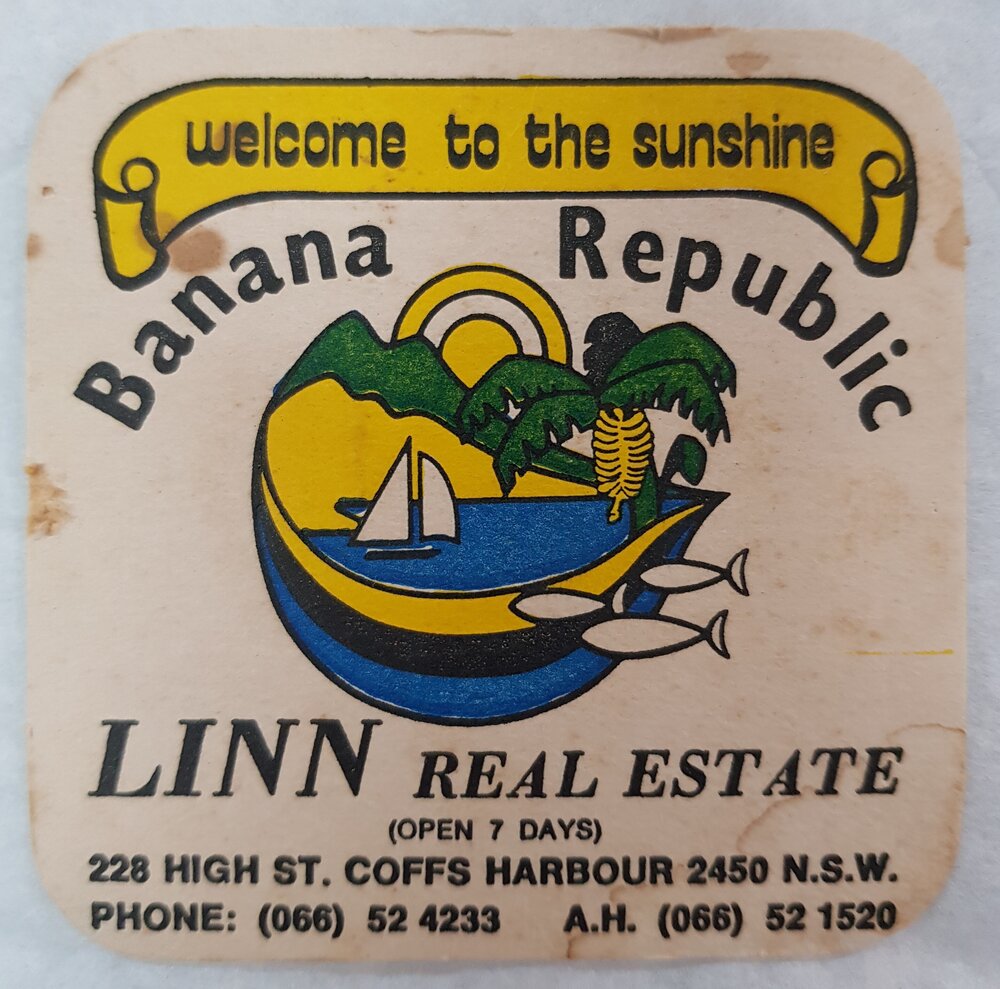 welcome to the sunshine
Banana Republic
LINN REAL ESTATE
(OPEN 7 DAYS)
228 HIGH ST. COFFS HARBOUR 2450 N.S.W.
PHONE: (066) 52 4233 A.H. (066) 52 1520